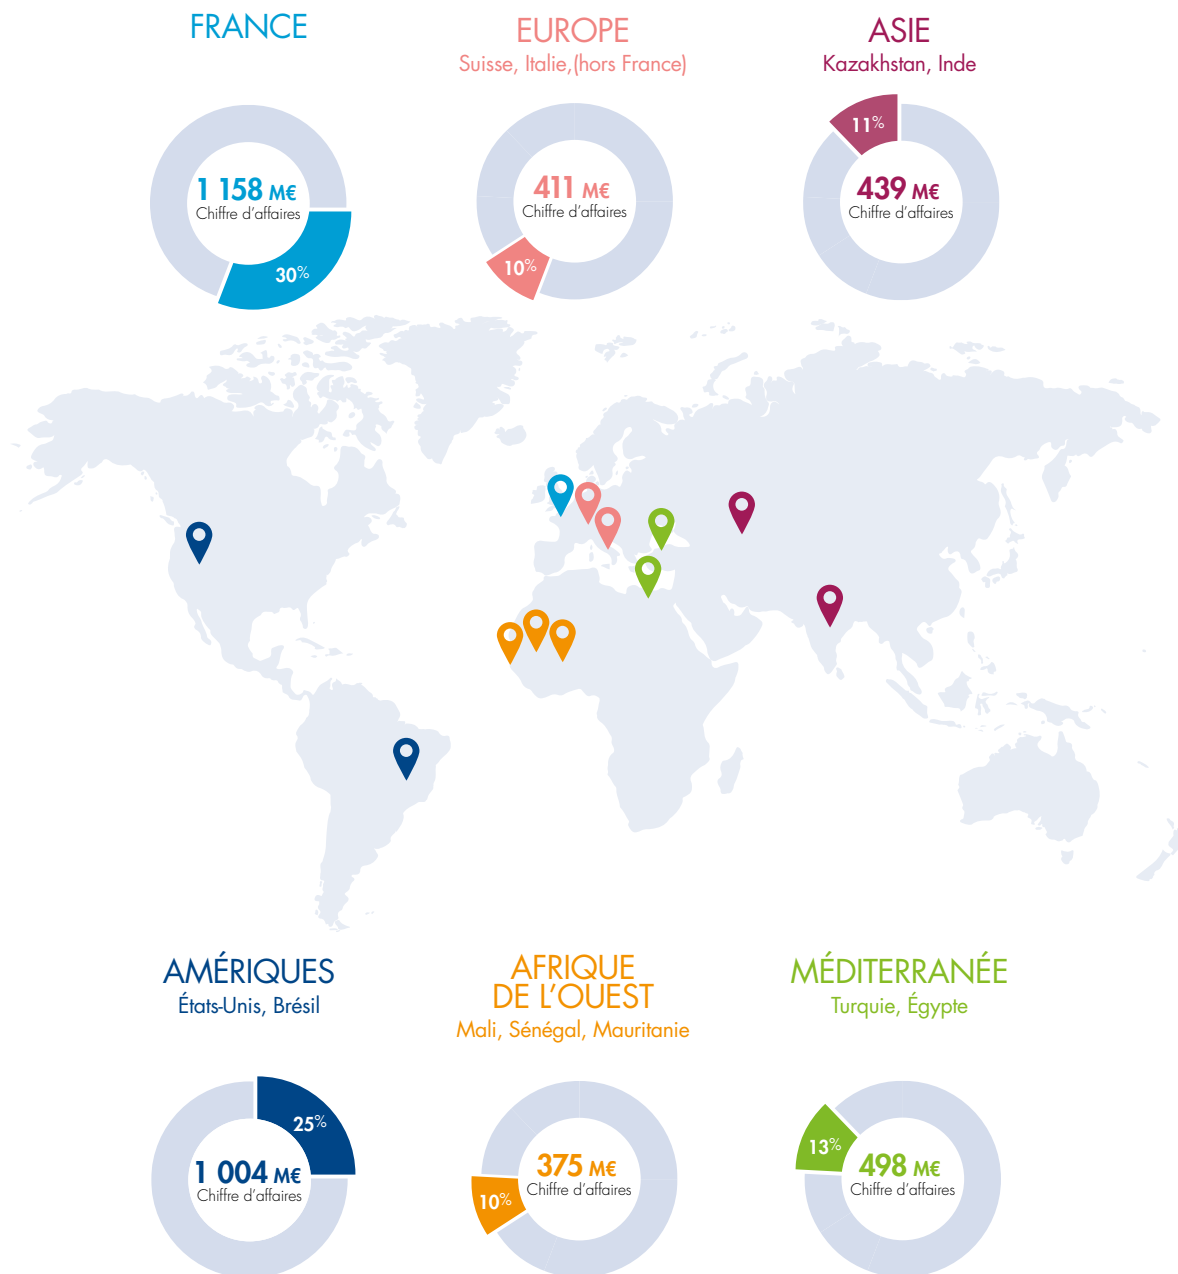 FRANCE
1 158 M€
Chiffre d'affaires
30%
EUROPE
Suisse, Italie,(hors France)
411 M€
Chiffre d'affaires
10%
ASIE
Kazakhstan, Inde
11%
439 M€
Chiffre d'affaires
AMÉRIQUES
États-Unis, Brésil
25%
1 004 M€
Chiffre d'affaires
AFRIQUE
DE L'OUEST
Mali, Sénégal, Mauritanie
375 M€
Chiffre d'affaires
10%
MÉDITERRANÉE
Turquie, Égypte
13%
498 M€
Chiffre d'affaires